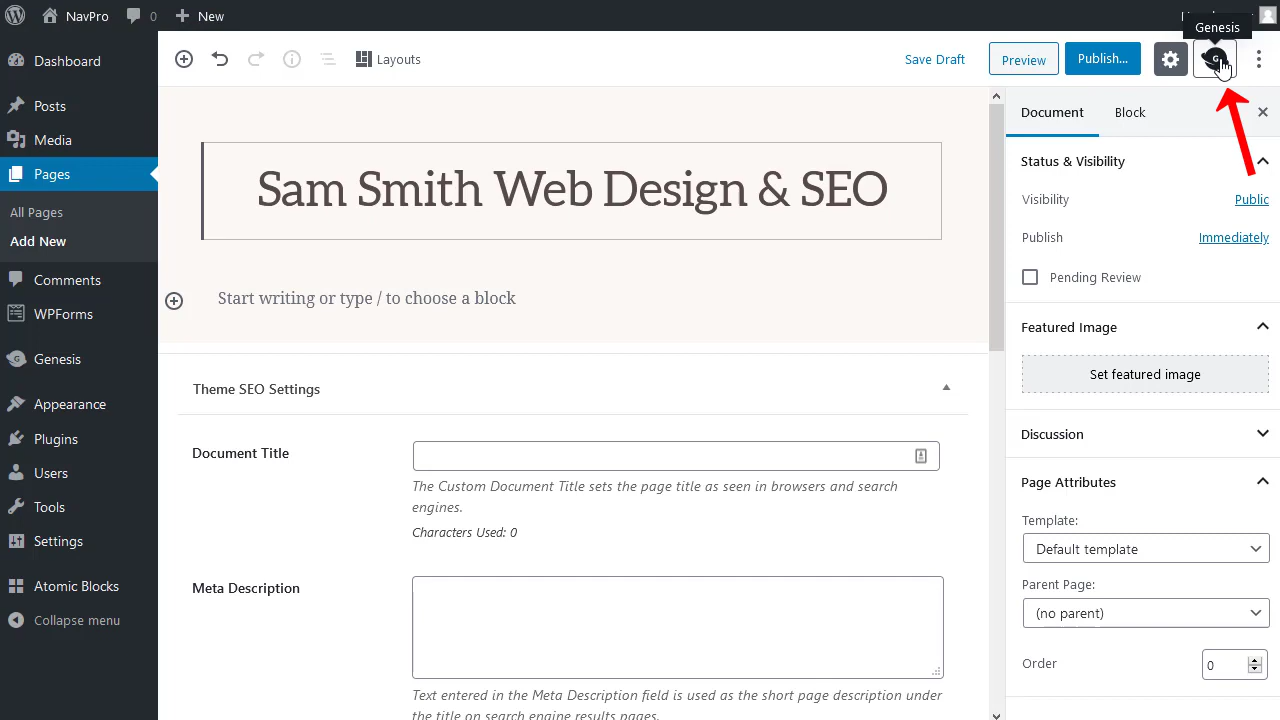 NavPro
0
New
Genesis
Dashboard
Posts
Media
Pages
All Pages
Add New
Comments
WPForms
Genesis
Appearance
Plugins
Users
Tools
Settings
Atomic Blocks
Collapse menu
Layouts
Save Draft
Preview
Publish...
G
Sam Smith Web Design & SEO
Start writing or type / to choose a block
Theme SEO Settings
Document Title
The Custom Document Title sets the page title as seen in browsers and search
engines.
Characters Used: 0
Meta Description
Text entered in the Meta Description field is used as the short page description under
the title on search engine results pages.
Document
Block
Status & Visibility
Visibility
Public
Publish
Immediately
Pending Review
Featured Image
Set featured image
Discussion
Page Attributes
Template:
Default template
Parent Page:
(no parent)
Order
0